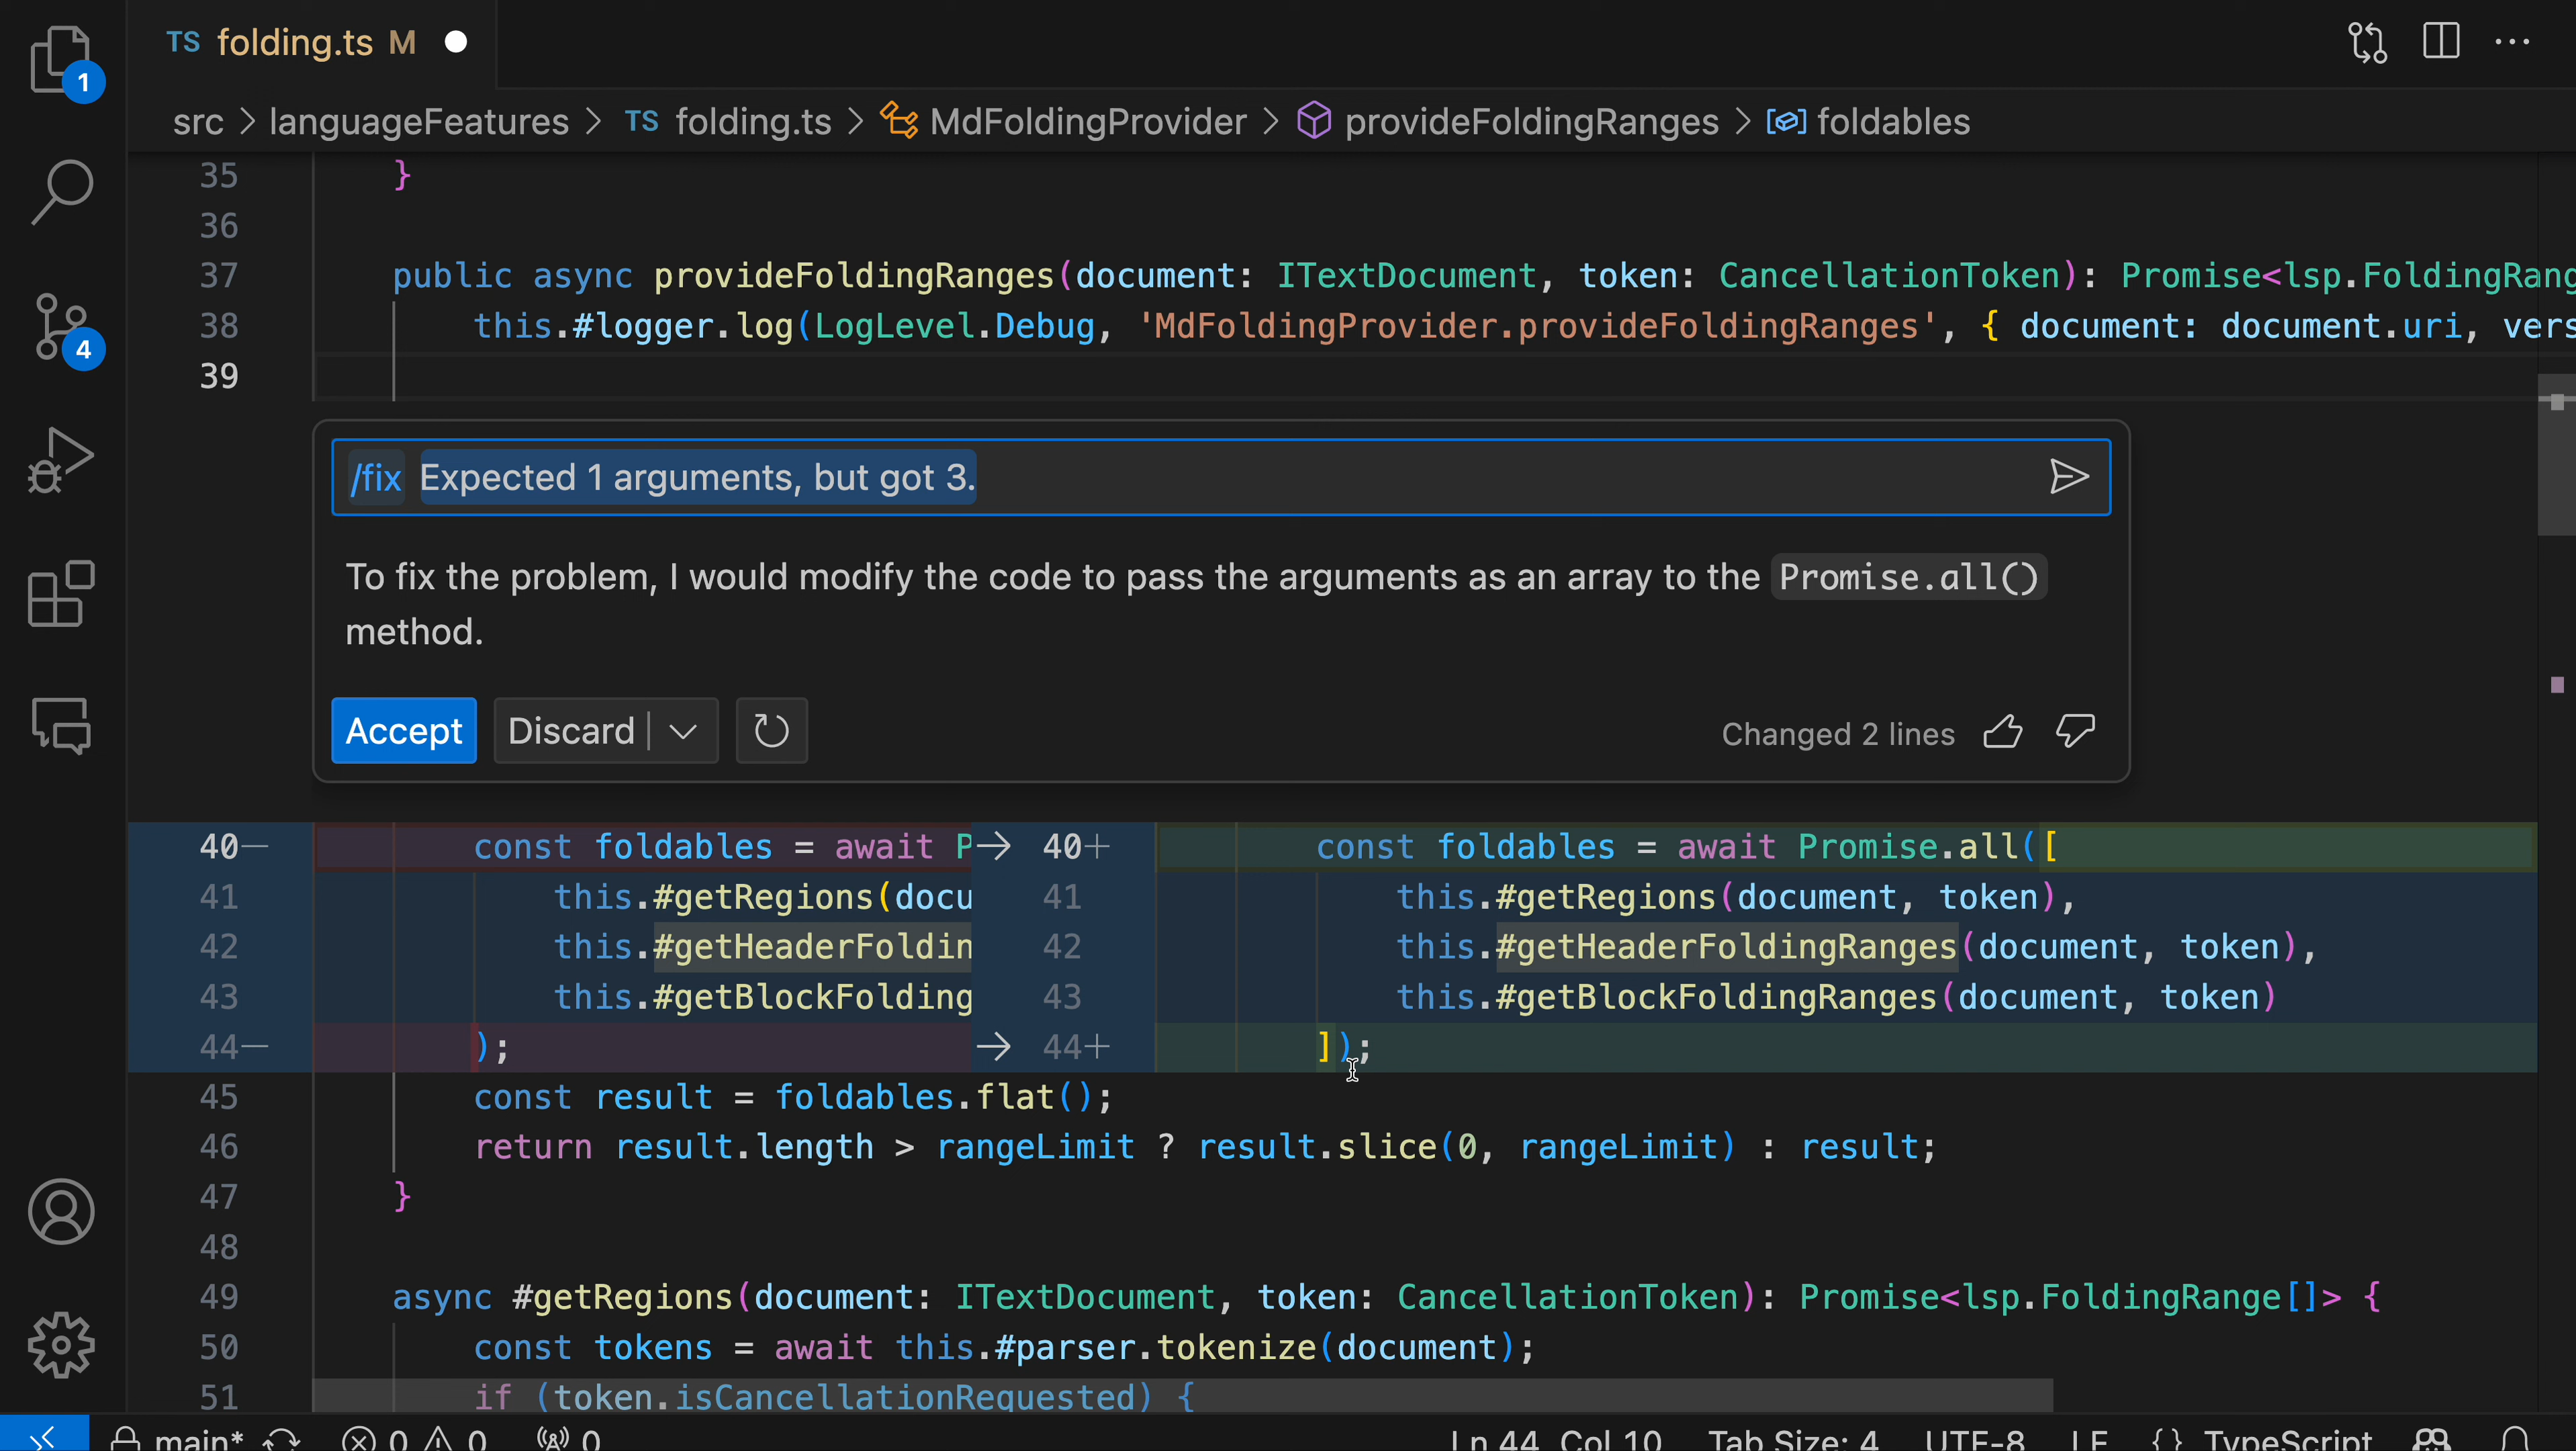 TS folding.ts M
1
src > languageFeatures > TS folding.ts > MdFoldingProvider > provideFoldingRanges > foldables
35 }
36
37 public async provideFoldingRanges(document: ITextDocument, token: CancellationToken): Promise<lsp.FoldingRang
38 this.#logger.log(LogLevel.Debug, 'MdFoldingProvider.provideFoldingRanges', { document: document.uri, vers
4
39
/fix Expected 1 arguments, but got 3.
To fix the problem, I would modify the code to pass the arguments as an array to the Promise.all()
method.
Accept Discard Changed 2 lines
40— const foldables = await P → 40+ const foldables = await Promise.all([
41 this.#getRegions(docu 41 this.#getRegions(document, token),
42 this.#getHeaderFoldin 42 this.#getHeaderFoldingRanges(document, token),
43 this.#getBlockFolding 43 this.#getBlockFoldingRanges(document, token)
44— ); → 44+ ]);
45 const result = foldables.flat();
46 return result.length > rangeLimit ? result.slice(0, rangeLimit) : result;
47 }
48
49 async #getRegions(document: ITextDocument, token: CancellationToken): Promise<lsp.FoldingRange[]> {
50 const tokens = await this.#parser.tokenize(document);
51 if (token.isCancellationRequested) {
main* 0 0 0 Ln 44, Col 10 Tab Size: 4 UTF-8 LF {} TypeScript